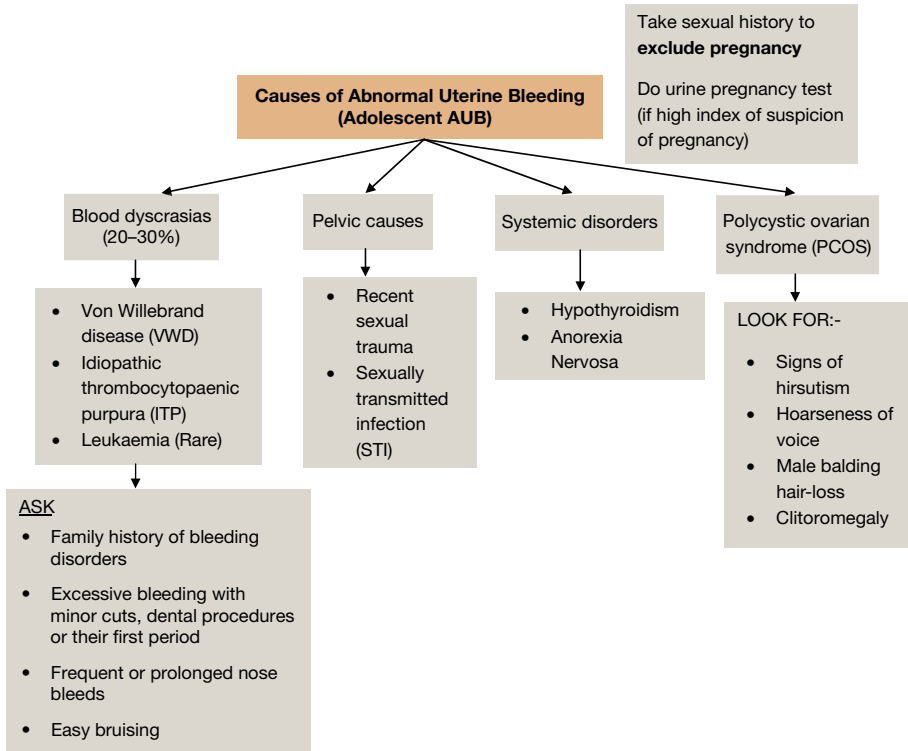 Take sexual history to
exclude pregnancy
Do urine pregnancy test
(if high index of suspicion
of pregnancy)
Causes of Abnormal Uterine Bleeding
(Adolescent AUB)
Blood dyscrasias
(20–30%)
Pelvic causes
Systemic disorders
Polycystic ovarian
syndrome (PCOS)
• Von Willebrand
disease (VWD)
• Idiopathic
thrombocytopaenic
purpura (ITP)
• Leukaemia (Rare)
• Recent
sexual
trauma
• Sexually
transmitted
infection
(STI)
• Hypothyroidism
• Anorexia
Nervosa
LOOK FOR:-
• Signs of
hirsutism
• Hoarseness of
voice
• Male balding
hair-loss
• Clitoromegaly
ASK
• Family history of bleeding
disorders
• Excessive bleeding with
minor cuts, dental procedures
or their first period
• Frequent or prolonged nose
bleeds
• Easy bruising